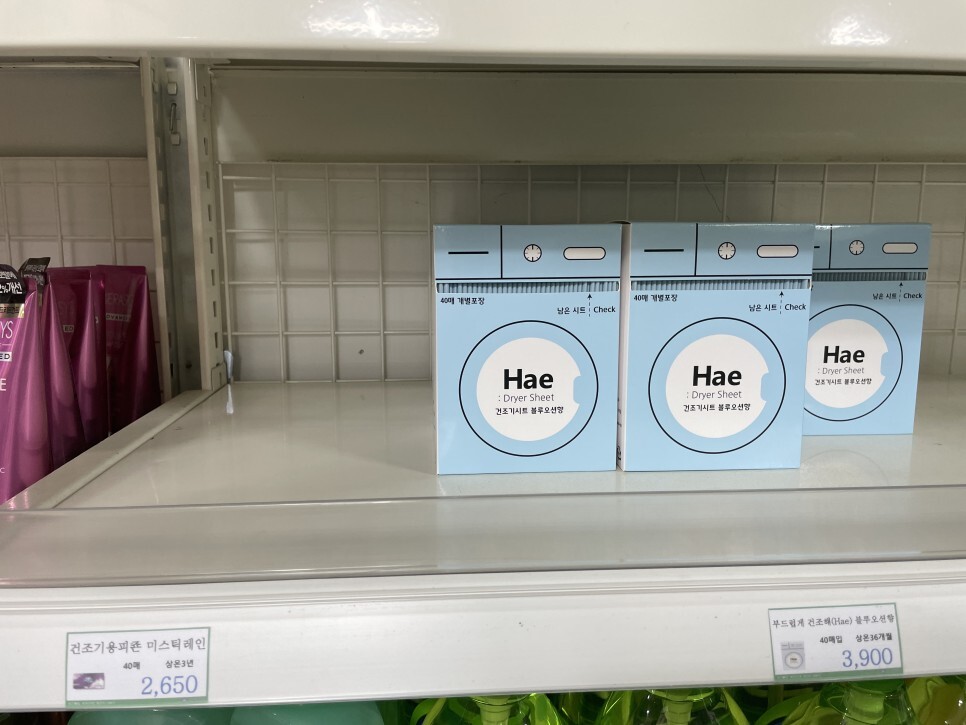 40매 개별포장
남은 시트
Check
Hae
: Dryer Sheet
건조기시트 블루오션향
40매 개별포장
남은 시트
Check
Hae
: Dryer Sheet
건조기시트 블루오션향
남은 시트
Check
Hae
: Dryer Sheet
건조기시트 블루오션향
YS
ED
E
건조기용피죤 미스틱레인
40매 상온3년
2,650
부드럽게 건조해(Hae) 블루오션향
40매입 상온36개월
3,900